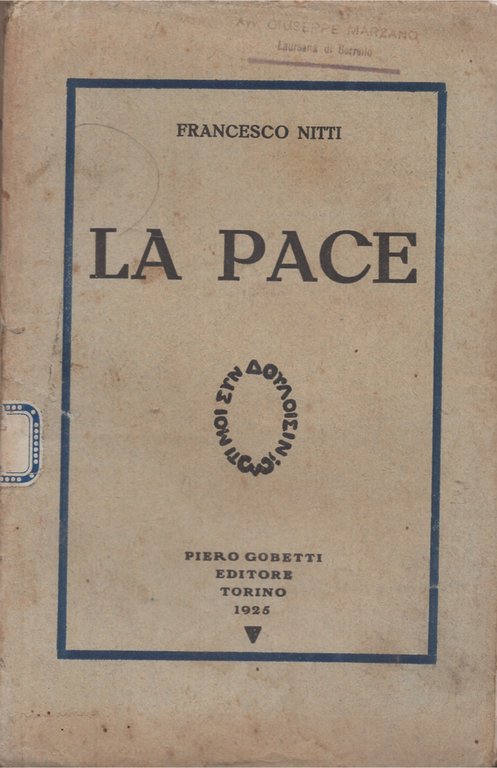 Avv. GIUSEPPE MARZANO
Laureana di Borrello
FRANCESCO NITTI
LA PACE
ΤΙ ΜΟΙ ΣΥΝ ΔΟΥΛΟΙΣΙΝ
PIERO GOBETTI
EDITORE
TORINO
1925